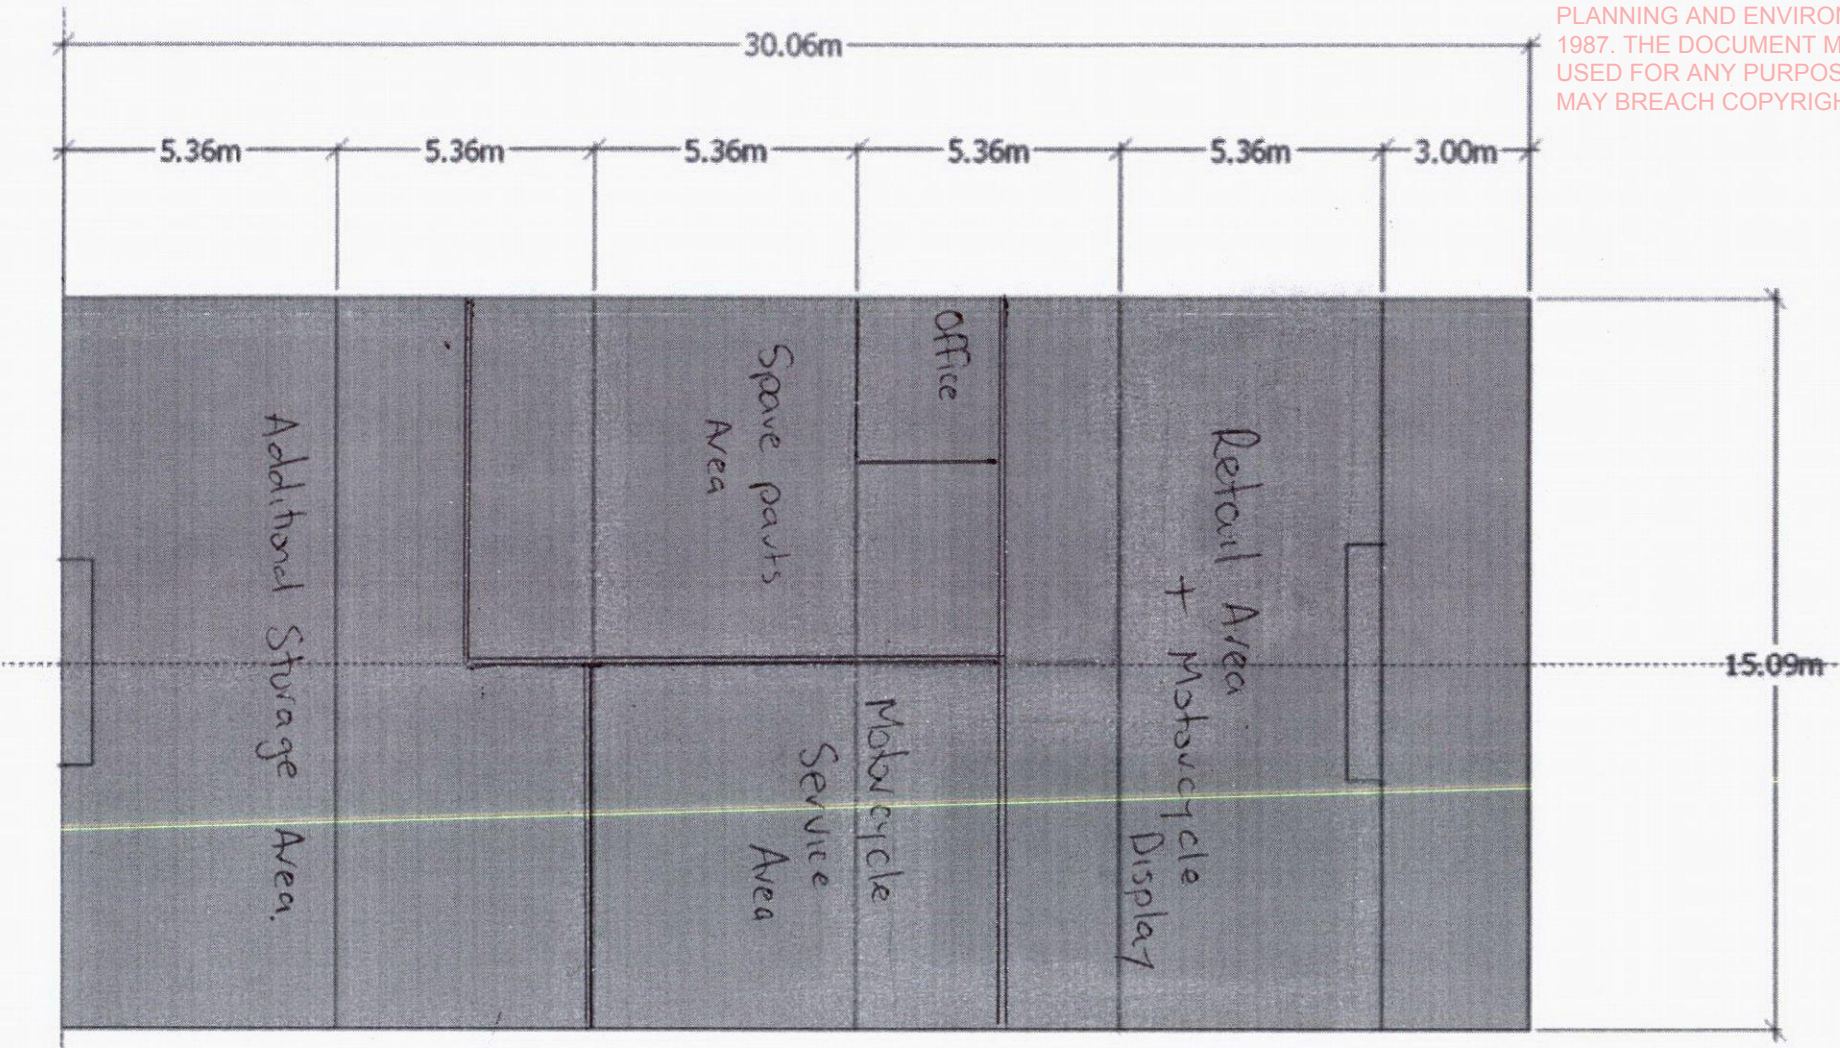 PLANNING AND ENVIRON
1987. THE DOCUMENT M
USED FOR ANY PURPOS
MAY BREACH COPYRIGH
30.06m
5.36m 5.36m 5.36m 5.36m 5.36m 3.00m
15.09m
Office
Spare parts
Area
Retail Area
+ Motorcycle
Display
Motorcycle
Service
Area
Additional Storage Area.